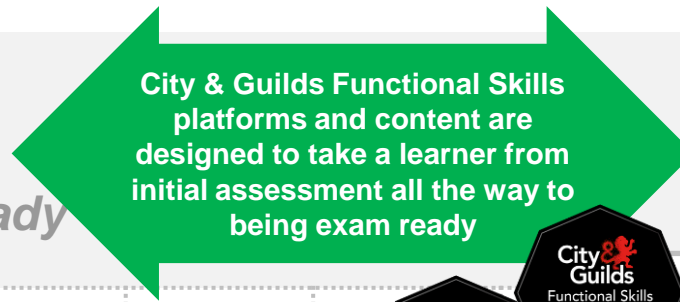 City & Guilds Functional Skills
platforms and content are
designed to take a learner from
initial assessment all the way to
being exam ready
ady
City &
Guilds
Functional Skills